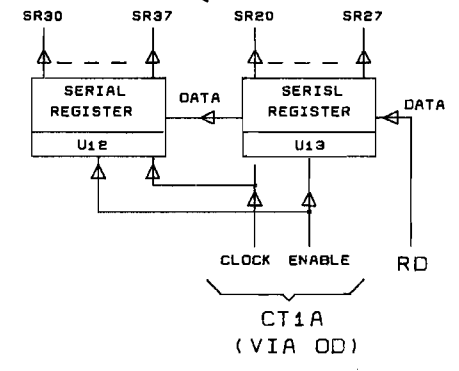 SR30 SR37 SR20 SR27
SERIAL
REGISTER
U12
DATA
SERISL
REGISTER
U13
DATA
CLOCK ENABLE
RD
CT1A
(VIA OD)